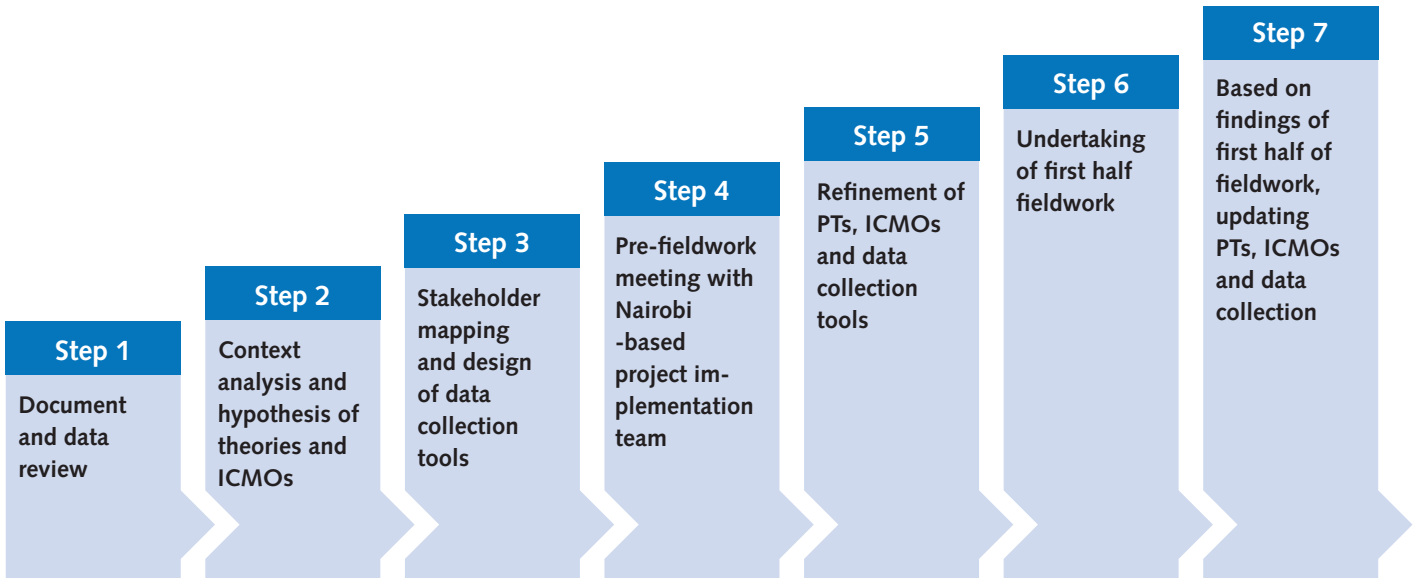 Step 1
Document
and data
review
Step 2
Context
analysis and
hypothesis of
theories and
ICMOs
Step 3
Stakeholder
mapping
and design
of data
collection
tools
Step 4
Pre-fieldwork
meeting with
Nairobi
-based
project im-
plementation
team
Step 5
Refinement of
PTs, ICMOs
and data
collection
tools
Step 6
Undertaking
of first half
fieldwork
Step 7
Based on
findings of
first half of
fieldwork,
updating
PTs, ICMOs
and data
collection